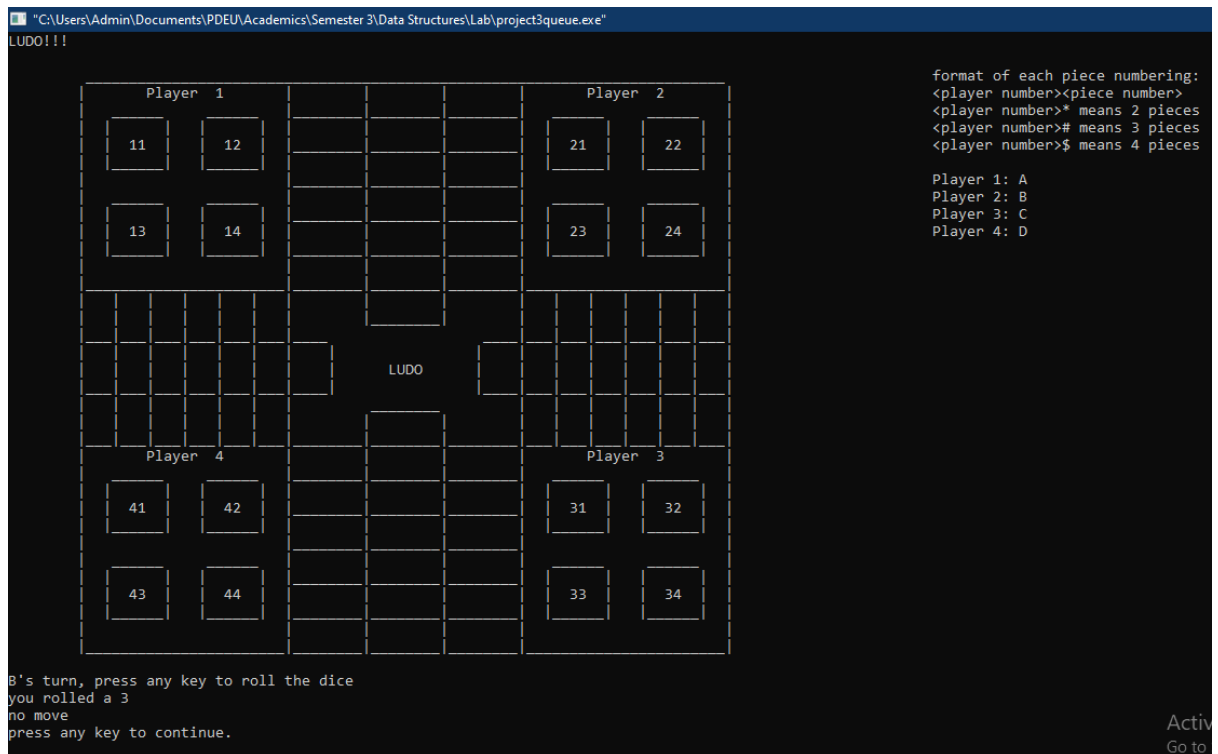 "C:\Users\Admin\Documents\PDEU\Academics\Semester 3\Data Structures\Lab\project3queue.exe"
LUDO!!!
format of each piece numbering:
<player number><piece number>
<player number>* means 2 pieces
<player number># means 3 pieces
<player number>$ means 4 pieces
Player 1: A
Player 2: B
Player 3: C
Player 4: D
Player 1 Player 2
11 12 21 22
13 14 23 24
LUDO
Player 4 Player 3
41 42 31 32
43 44 33 34
B's turn, press any key to roll the dice
you rolled a 3
no move
press any key to continue.
Activ
Go to